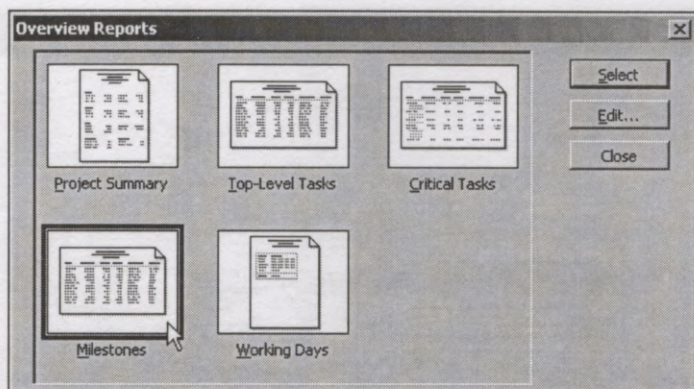 Overview Reports
Select
Edit...
Close
Project Summary
Top-Level Tasks
Critical Tasks
Milestones
Working Days